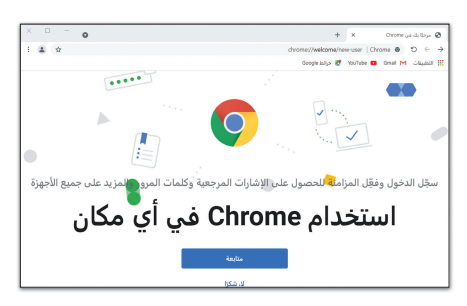 مرحبًا بك في Chrome
Chrome | chrome://welcome/new-user
التطبيقات Gmail YouTube خرائط Google
سجّل الدخول وفعّل المزامنة للحصول على الإشارات المرجعية وكلمات المرور والمزيد على جميع الأجهزة
استخدام Chrome في أي مكان
متابعة
لا، شكرًا